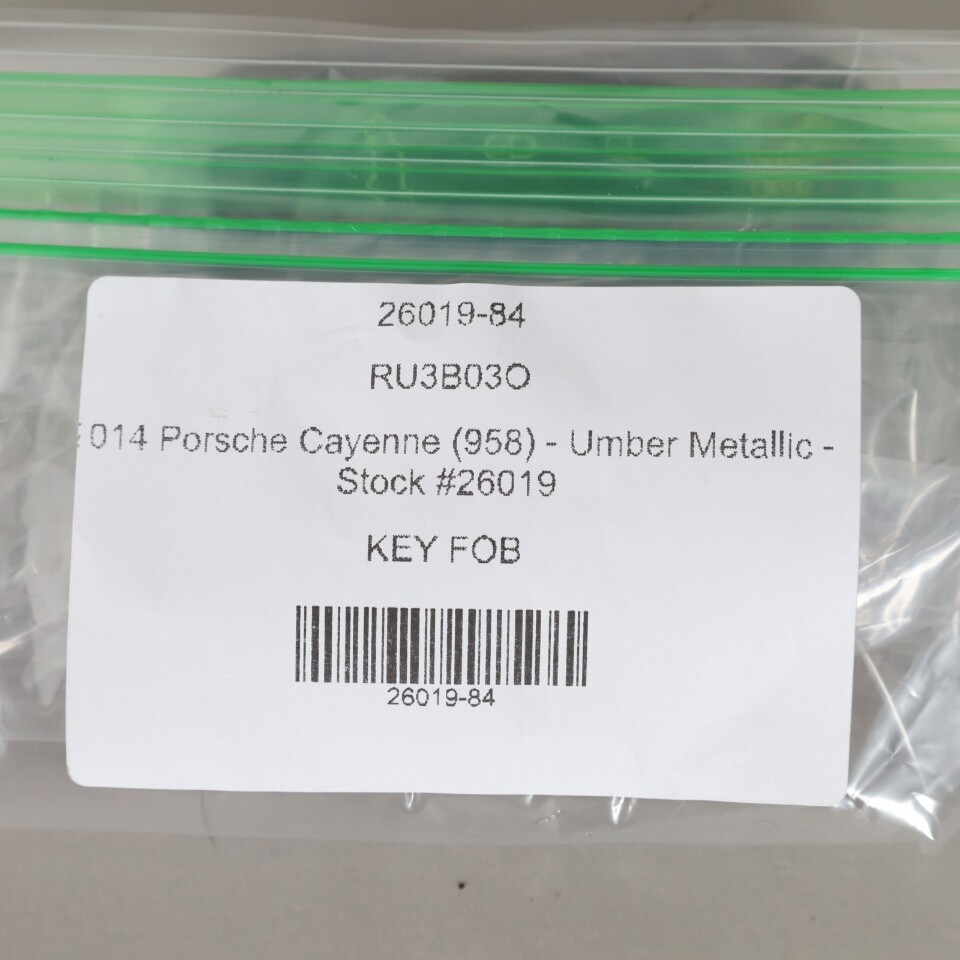 26019-84
RU3B03O
014 Porsche Cayenne (958) - Umber Metallic -
Stock #26019
KEY FOB
26019-84